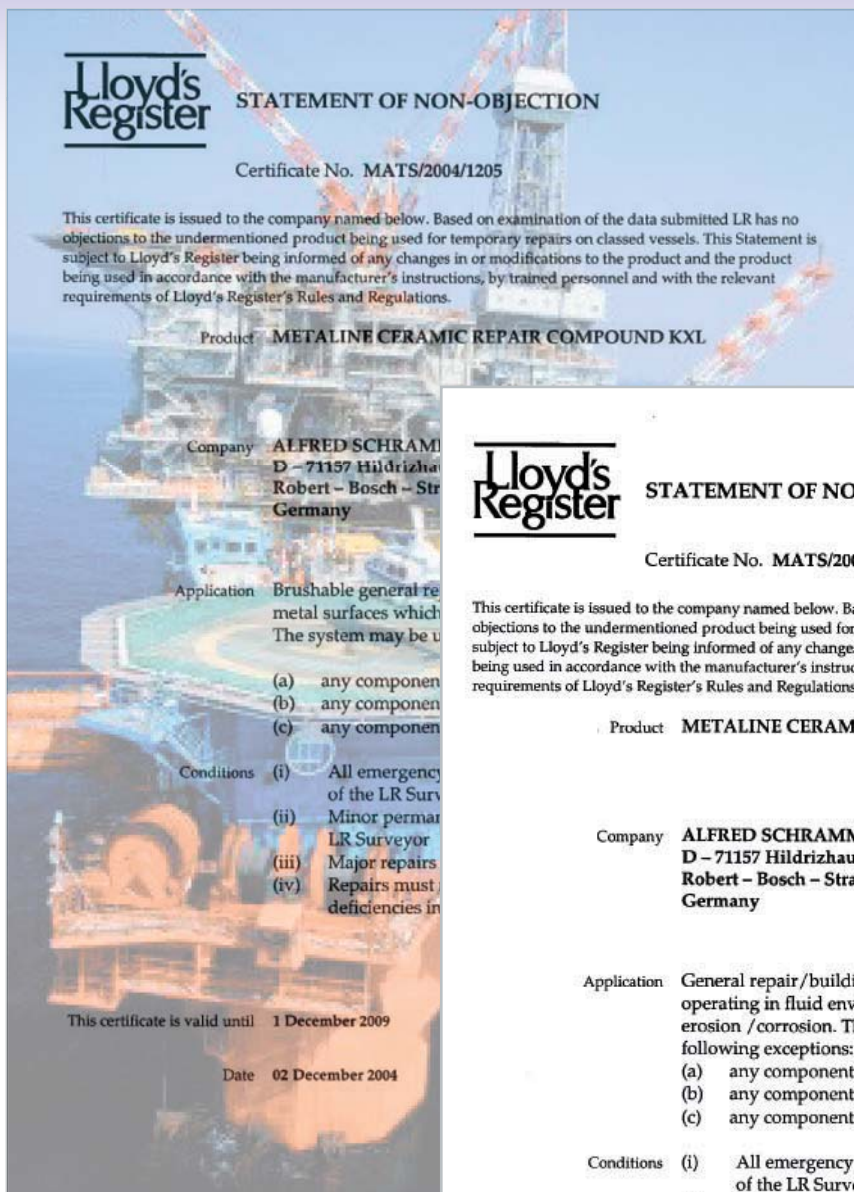 Lloyd's
Register
STATEMENT OF NON-OBJECTION
Certificate No. MATS/2004/1205
This certificate is issued to the company named below. Based on examination of the data submitted LR has no
objections to the undermentioned product being used for temporary repairs on classed vessels. This Statement is
subject to Lloyd's Register being informed of any changes in or modifications to the product and the product
being used in accordance with the manufacturer's instructions, by trained personnel and with the relevant
requirements of Lloyd's Register's Rules and Regulations.
Product METALINE CERAMIC REPAIR COMPOUND KXL
Company ALFRED SCHRAM
D – 71157 Hildrizha
Robert – Bosch – Str
Germany
Application Brushable general re
metal surfaces which
The system may be u
(a) any componen
(b) any componen
(c) any componen
Conditions (i) All emergency
of the LR Surv
(ii) Minor perma
LR Surveyor
(iii) Major repairs
(iv) Repairs must
deficiencies in
This certificate is valid until 1 December 2009
Date 02 December 2004
Lloyd's
Register
STATEMENT OF NO
Certificate No. MATS/200
This certificate is issued to the company named below. Ba
objections to the undermentioned product being used for
subject to Lloyd's Register being informed of any changes
being used in accordance with the manufacturer's instruc
requirements of Lloyd's Register's Rules and Regulations
Product METALINE CERAM
Company ALFRED SCHRAMM
D – 71157 Hildrizhau
Robert – Bosch – Stra
Germany
Application General repair/buildi
operating in fluid env
erosion /corrosion. Th
following exceptions:
(a) any component
(b) any component
(c) any component
Conditions (i) All emergency
of the LR Surve